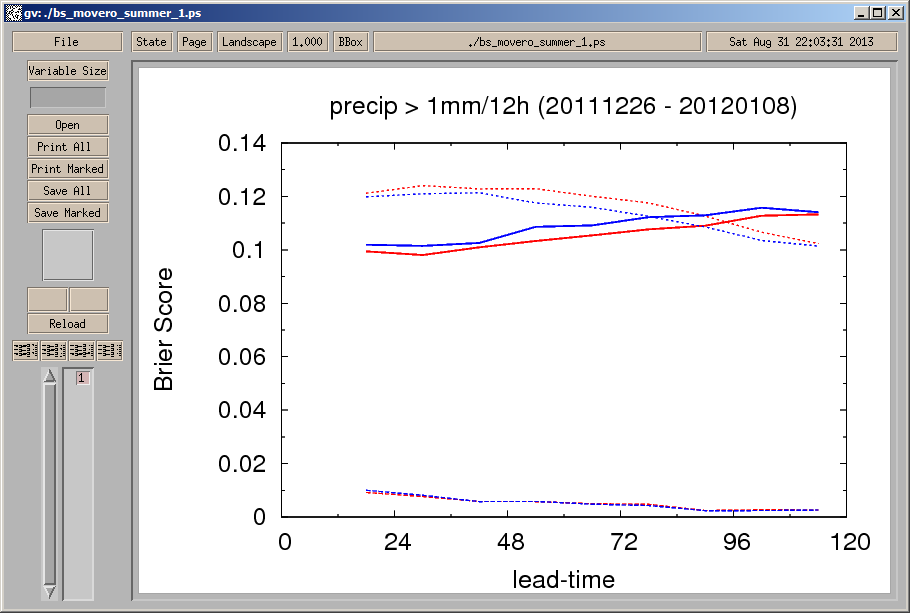 gv: ./bs_movero_summer_1.ps
File State Page Landscape 1.000 BBox ./bs_movero_summer_1.ps Sat Aug 31 22:03:31 2013
Variable Size
Open
Print All
Print Marked
Save All
Save Marked
Reload
1
precip > 1mm/12h (20111226 - 20120108)
0.14
0.12
0.1
0.08
0.06
0.04
0.02
0
Brier Score
0 24 48 72 96 120
lead-time